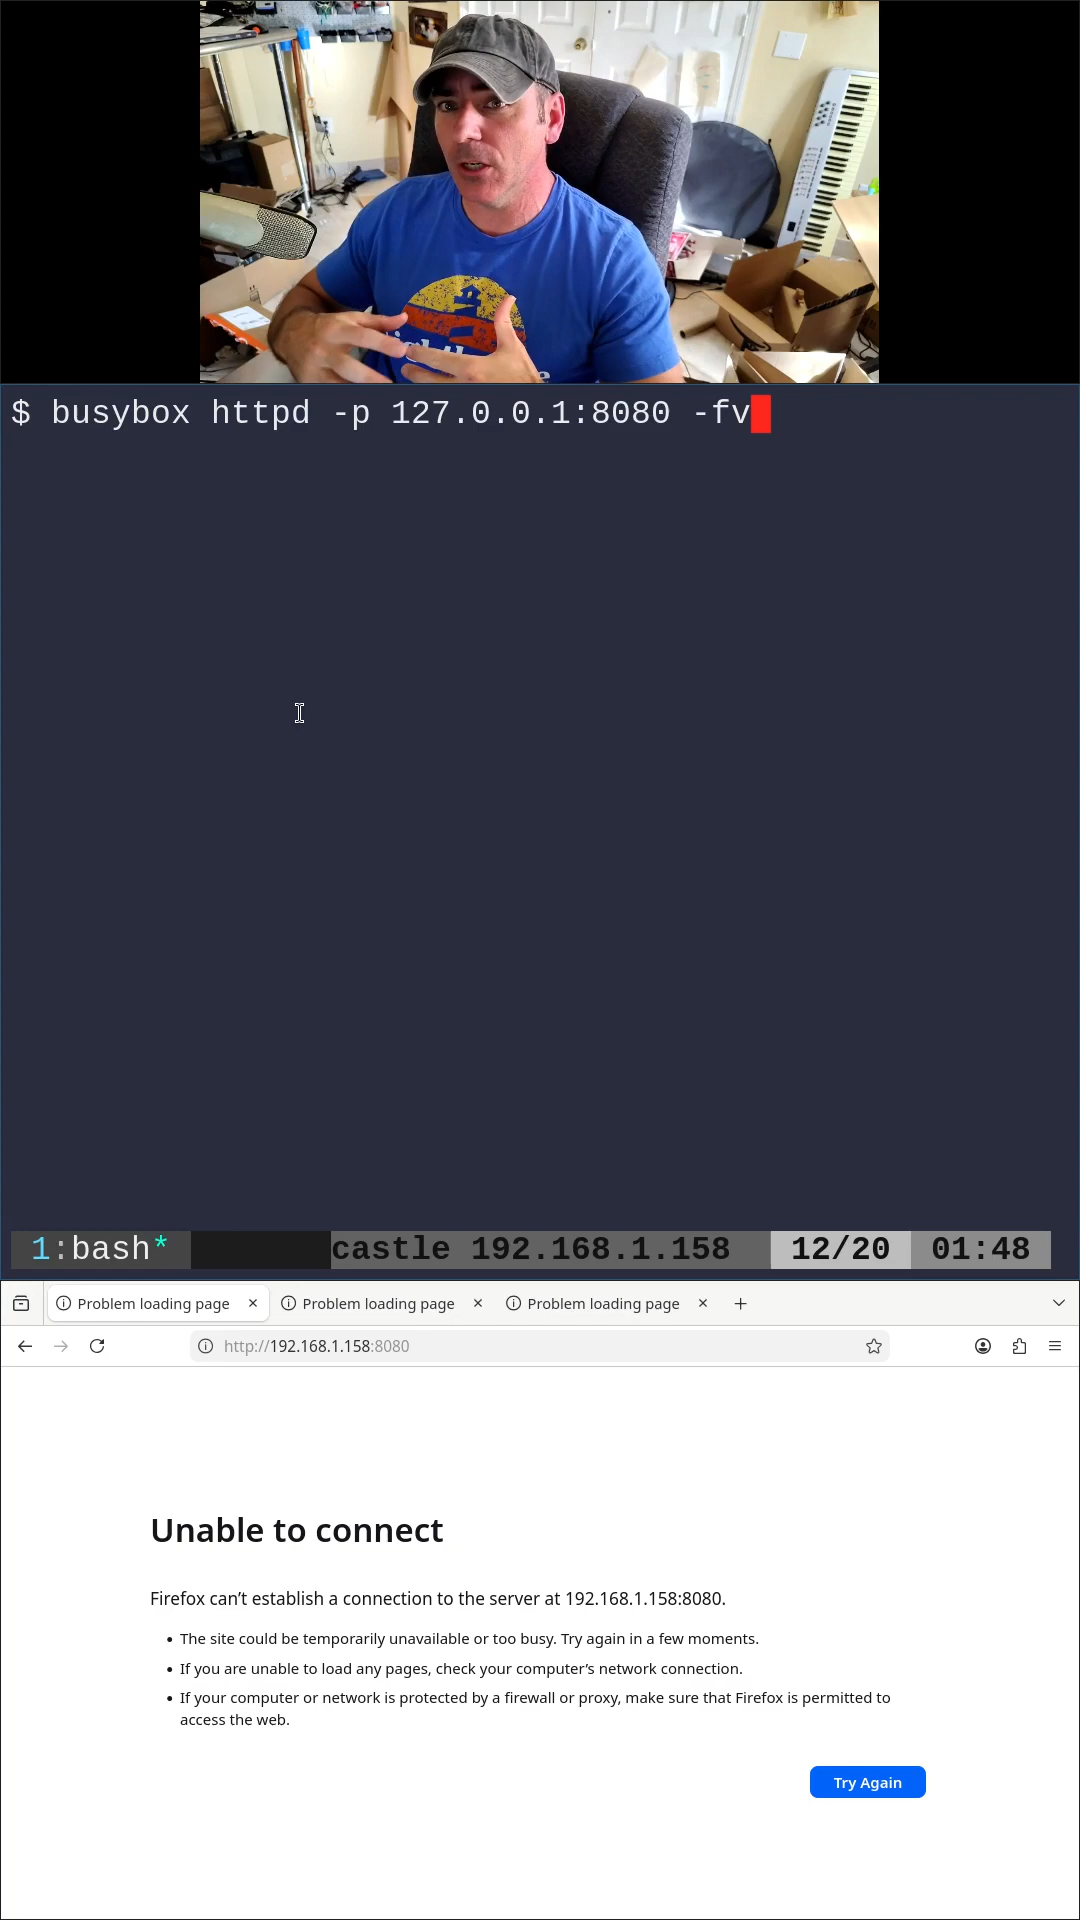 $ busybox httpd -p 127.0.0.1:8080 -fv
1:bash* castle 192.168.1.158 12/20 01:48
Problem loading page Problem loading page Problem loading page
http://192.168.1.158:8080
Unable to connect
Firefox can’t establish a connection to the server at 192.168.1.158:8080.
• The site could be temporarily unavailable or too busy. Try again in a few moments.
• If you are unable to load any pages, check your computer’s network connection.
• If your computer or network is protected by a firewall or proxy, make sure that Firefox is permitted to
access the web.
Try Again